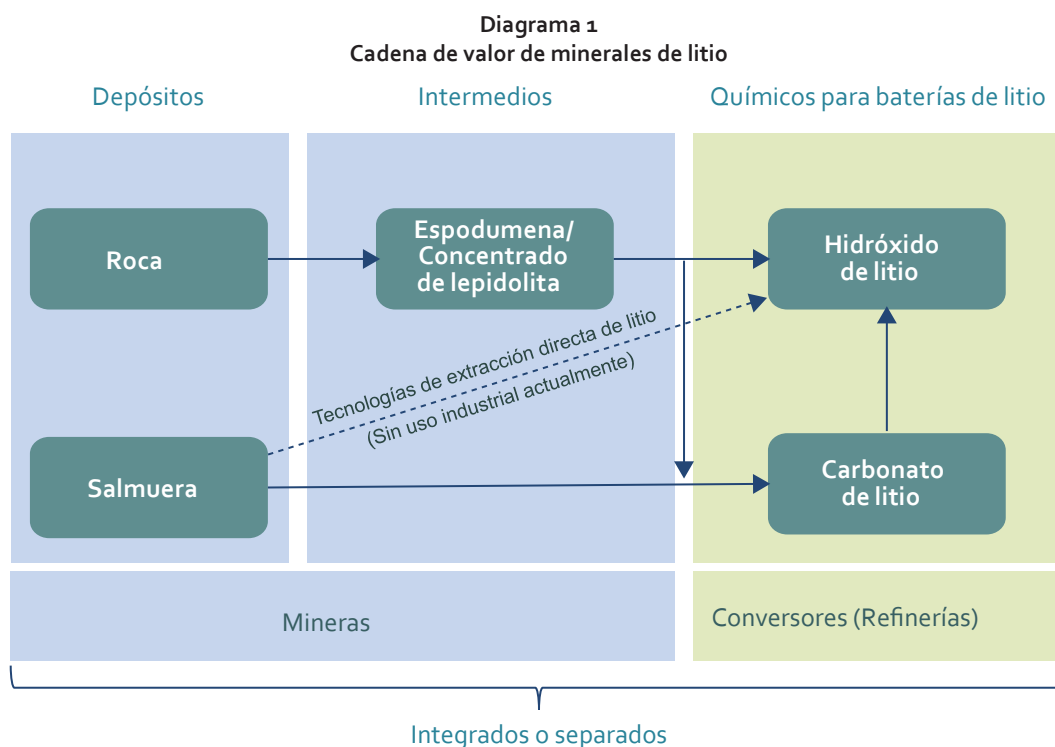 Diagrama 1
Cadena de valor de minerales de litio
Depósitos
Intermedios
Químicos para baterías de litio
Roca
Espodumena/
Concentrado
de lepidolita
Hidróxido
de litio
Tecnologías de extracción directa de litio
(Sin uso industrial actualmente)
Salmuera
Carbonato
de litio
Mineras
Conversores (Refinerías)
Integrados o separados